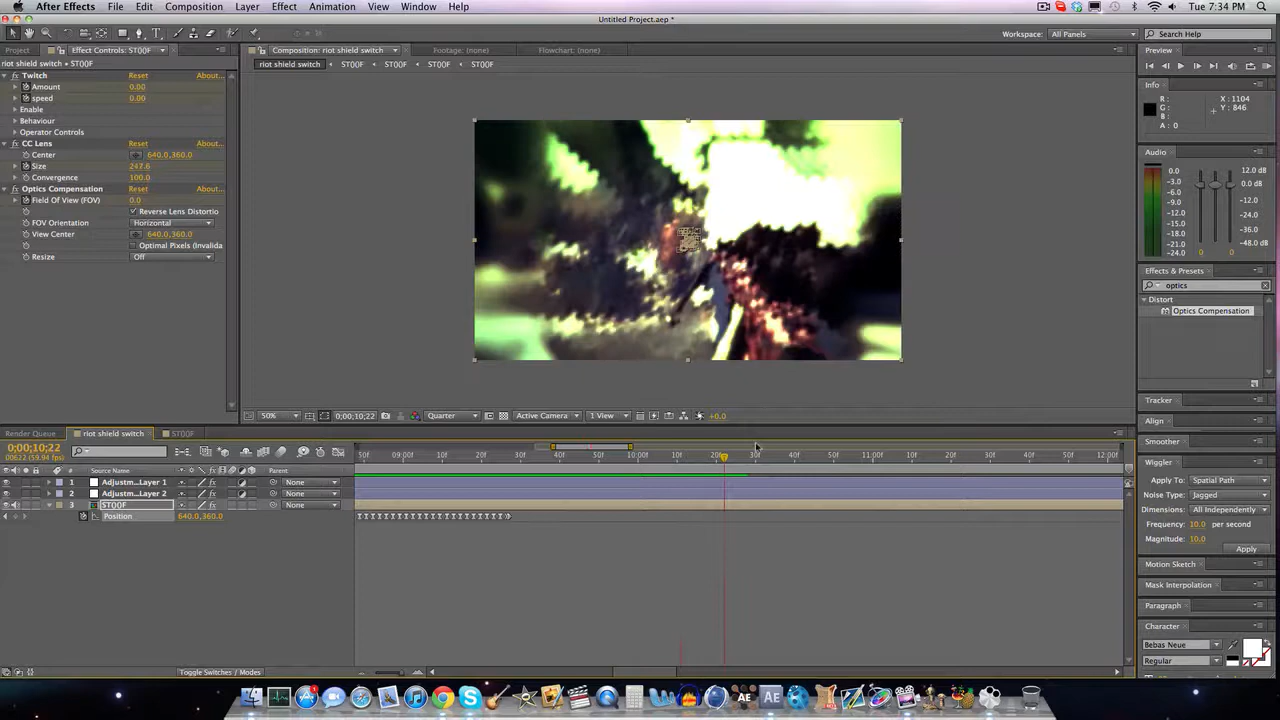 After Effects File Edit Composition Layer Effect Animation View Window Help Tue 7:34 PM
Untitled Project.aep *
Workspace: All Panels Search Help
Project Effect Controls: ST00F Composition: riot shield switch Footage: (none) Flowchart: (none) Preview
riot shield switch • ST00F riot shield switch ST00F ST00F ST00F ST00F
Twitch Reset About...
Amount 0.00
speed 0.00
Enable
Behaviour
Operator Controls
CC Lens Reset About...
Center 640.0,360.0
Size 247.6
Convergence 100.0
Optics Compensation Reset About...
Field Of View (FOV) 0.0
Reverse Lens Distortio
FOV Orientation Horizontal
View Center 640.0,360.0
Optimal Pixels (Invalida
Resize Off
Info
R: X: 1104
G: Y: 846
B:
A: 0
Audio
0.0 12.0 dB
-3.0 0.0 dB
-6.0 -12.0
-9.0
-12.0 -24.0
-15.0
-18.0 -36.0
-21.0
-24.0 -48.0 dB
0 0
Effects & Presets
optics
Distort
Optics Compensation
50% 0;00;10;22 Quarter Active Camera 1 View +0.0
Tracker
Align
Smoother
Wiggler
Apply To: Spatial Path
Noise Type: Jagged
Dimensions: All Independently
Frequency: 10.0 per second
Magnitude: 10.0
Apply
Motion Sketch
Mask Interpolation
Paragraph
Character
Bebas Neue
Regular
Render Queue riot shield switch ST00F
0;00;10;22
00622 (59.94 fps)
50f 09:00f 10f 20f 30f 40f 50f 10:00f 10f 20f 30f 40f 50f 11:00f 10f 20f 30f 40f 50f 12:00f
# Source Name Parent
1 Adjustm...Layer 1 None
2 Adjustm...Layer 2 None
3 ST00F None
Position 640.0,360.0
Toggle Switches / Modes